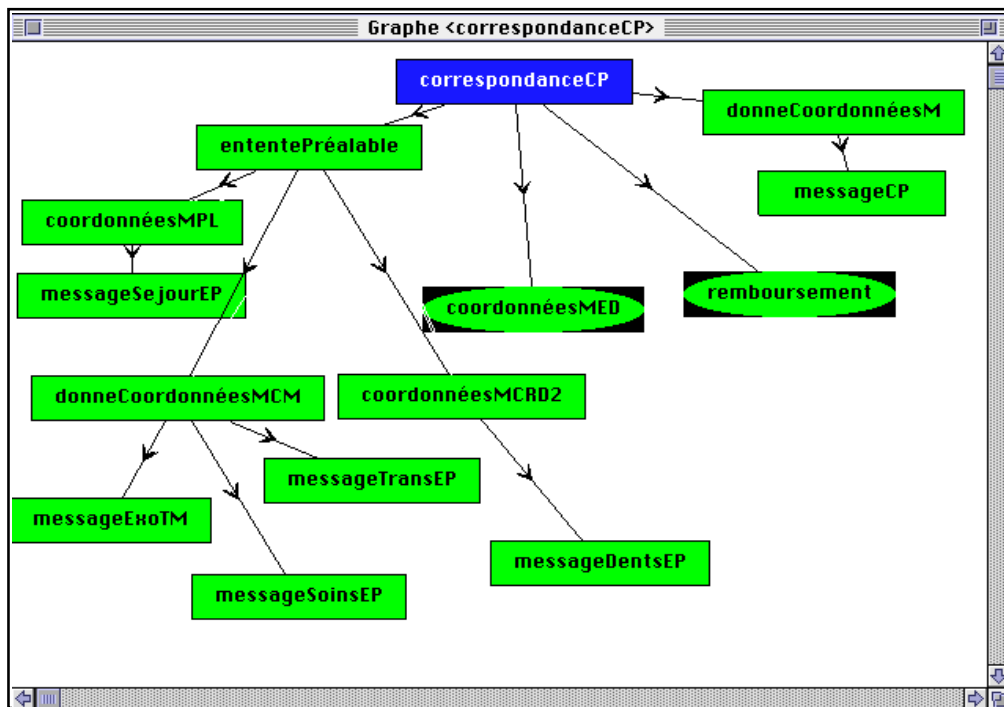 Graphe <correspondanceCP>
correspondanceCP
donneCoordonnéesM
ententePréalable
messageCP
coordonnéesMPL
messageSejourEP
coordonnéesMED
remboursement
donneCoordonnéesMCM
coordonnéesMCRD2
messageTransEP
messageExoTM
messageDentsEP
messageSoinsEP